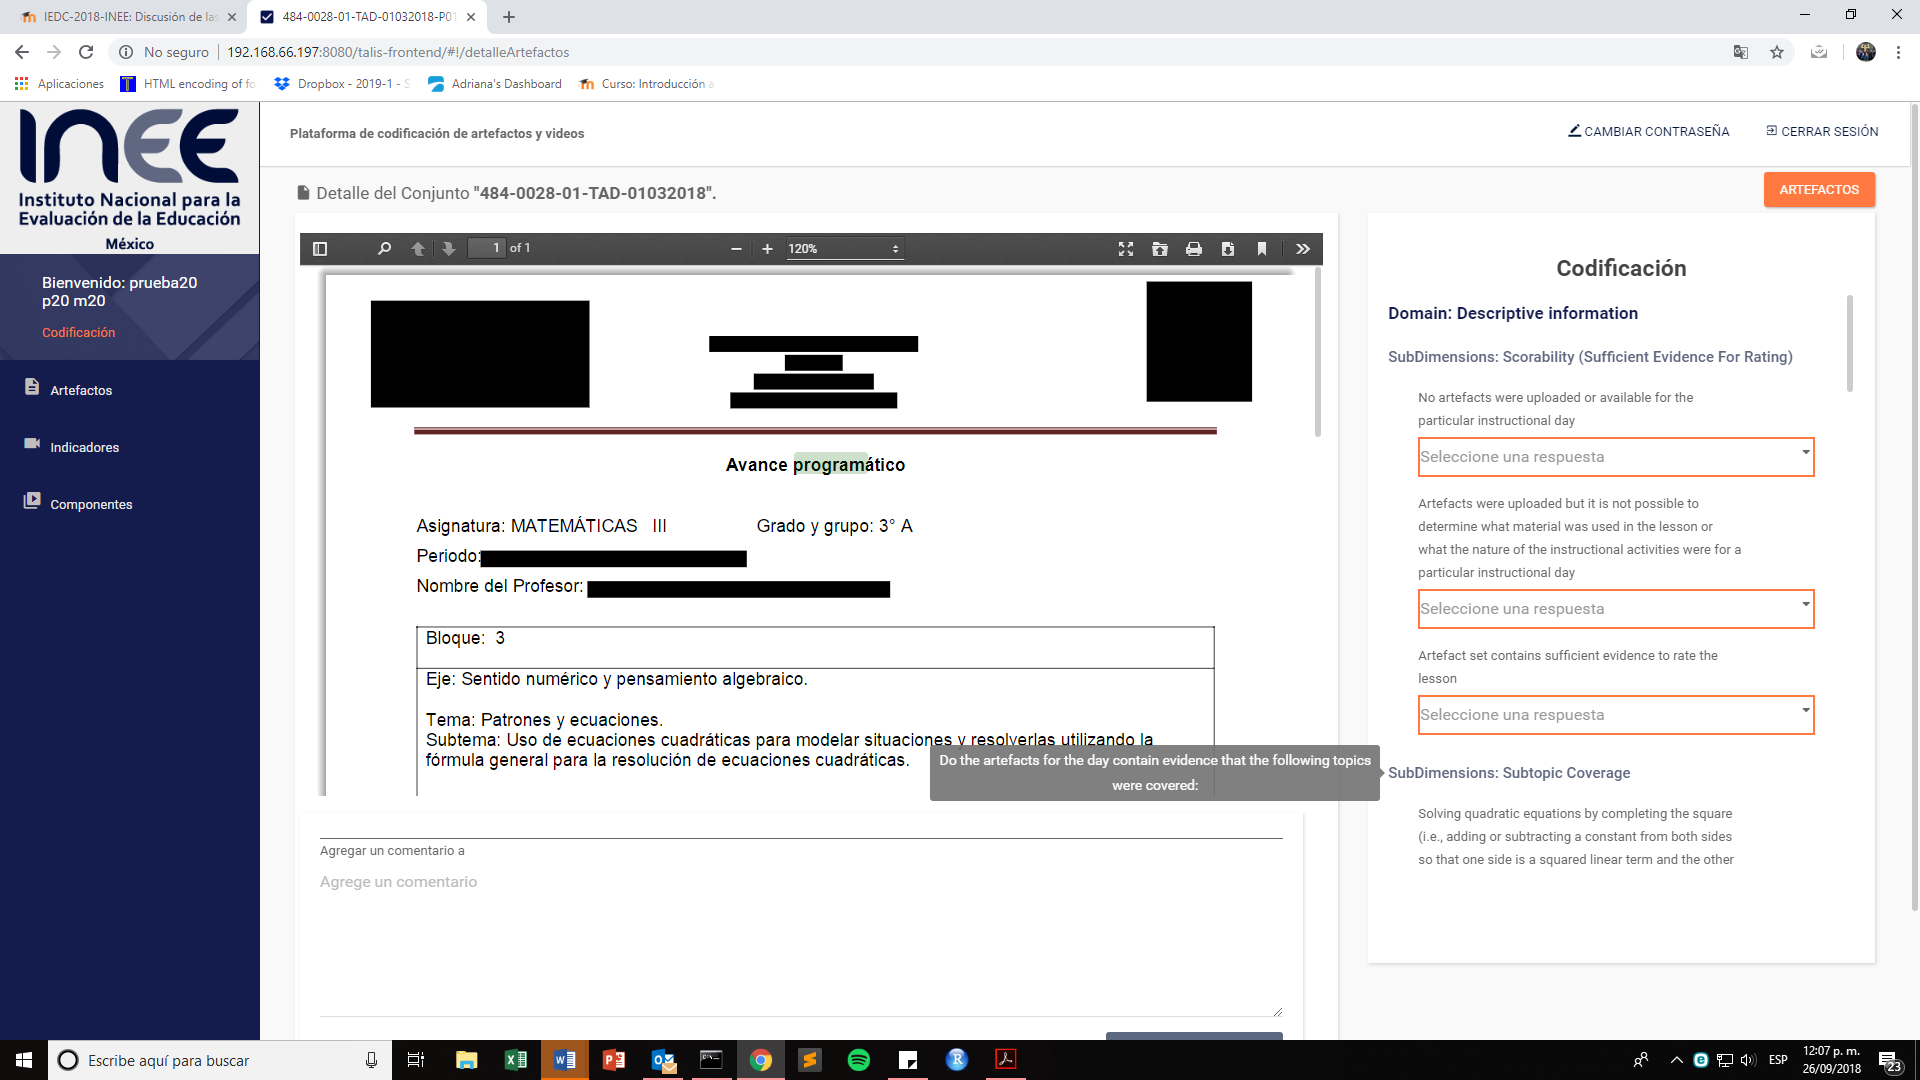 IEDC-2018-INEE: Discusión de las
484-0028-01-TAD-01032018-P01
No seguro
192.168.66.197:8080/talis-frontend/#!/detalleArtefactos
Aplicaciones
HTML encoding of fo
Dropbox - 2019-1 - S
Adriana's Dashboard
Curso: Introducción a
INEE
Instituto Nacional para la
Evaluación de la Educación
México
Bienvenido: prueba20
p20 m20
Codificación
Artefactos
Indicadores
Componentes
Plataforma de codificación de artefactos y videos
CAMBIAR CONTRASEÑA
CERRAR SESIÓN
Detalle del Conjunto "484-0028-01-TAD-01032018".
ARTEFACTOS
1 of 1
120%
Avance programático
Asignatura: MATEMÁTICAS III Grado y grupo: 3° A
Periodo:
Nombre del Profesor:
Bloque: 3
Eje: Sentido numérico y pensamiento algebraico.
Tema: Patrones y ecuaciones.
Subtema: Uso de ecuaciones cuadráticas para modelar situaciones y resolverlas utilizando la
fórmula general para la resolución de ecuaciones cuadráticas.
Do the artefacts for the day contain evidence that the following topics
were covered:
Agregar un comentario a
Agrege un comentario
Codificación
Domain: Descriptive information
SubDimensions: Scorability (Sufficient Evidence For Rating)
No artefacts were uploaded or available for the
particular instructional day
Seleccione una respuesta
Artefacts were uploaded but it is not possible to
determine what material was used in the lesson or
what the nature of the instructional activities were for a
particular instructional day
Seleccione una respuesta
Artefact set contains sufficient evidence to rate the
lesson
Seleccione una respuesta
SubDimensions: Subtopic Coverage
Solving quadratic equations by completing the square
(i.e., adding or subtracting a constant from both sides
so that one side is a squared linear term and the other
Escribe aquí para buscar
ESP
12:07 p. m.
26/09/2018
23